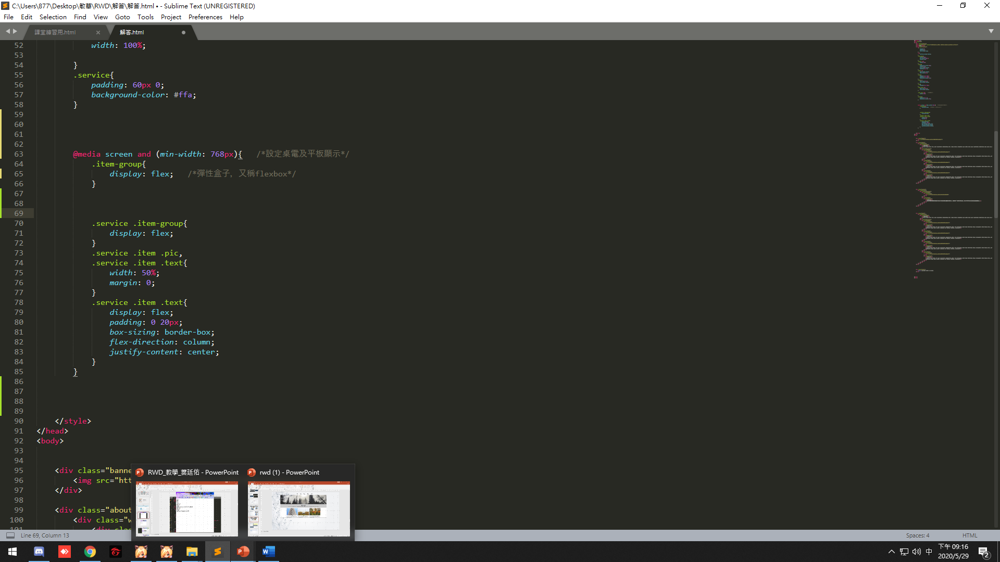 C:\Users\877\Desktop\敏華\RWD\解答\解答.html • - Sublime Text (UNREGISTERED)
File Edit Selection Find View Goto Tools Project Preferences Help
課堂練習用.html × 解答.html
52 width: 100%;
53
54 }
55 .service{
56 padding: 60px 0;
57 background-color: #ffa;
58 }
59
60
61
62
63 @media screen and (min-width: 768px){ /*設定桌電及平板顯示*/
64 .item-group{
65 display: flex; /*彈性盒子, 又稱flexbox*/
66 }
67
68
69
70 .service .item-group{
71 display: flex;
72 }
73 .service .item .pic,
74 .service .item .text{
75 width: 50%;
76 margin: 0;
77 }
78 .service .item .text{
79 display: flex;
80 padding: 0 20px;
81 box-sizing: border-box;
82 flex-direction: column;
83 justify-content: center;
84 }
85 }
86
87
88
89
90 </style>
91 </head>
92 <body>
93
94
95 <div class="banne
96 <img src="htt
97 </div>
98
99 <div class="about
100 <div class="w
101 <div clas
RWD_教學_葉廷佑 - PowerPoint rwd (1) - PowerPoint
Line 69, Column 13 Spaces: 4 HTML
中 下午 09:16
2020/5/29 2